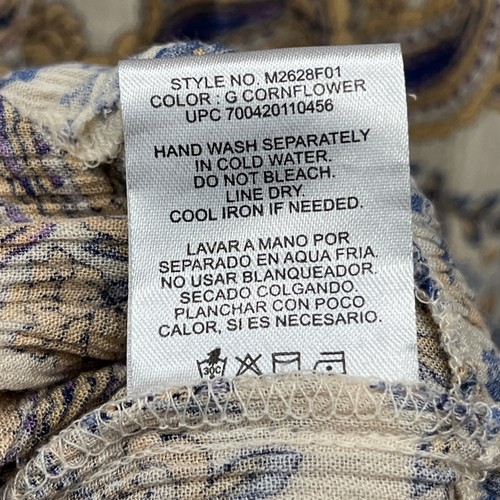 STYLE NO. M2628F01
COLOR : G CORNFLOWER
UPC 700420110456
HAND WASH SEPARATELY
IN COLD WATER.
DO NOT BLEACH.
LINE DRY.
COOL IRON IF NEEDED.
LAVAR A MANO POR
SEPARADO EN AQUA FRIA.
NO USAR BLANQUEADOR.
SECADO COLGANDO.
PLANCHAR CON POCO
CALOR, SI ES NECESARIO.
30C